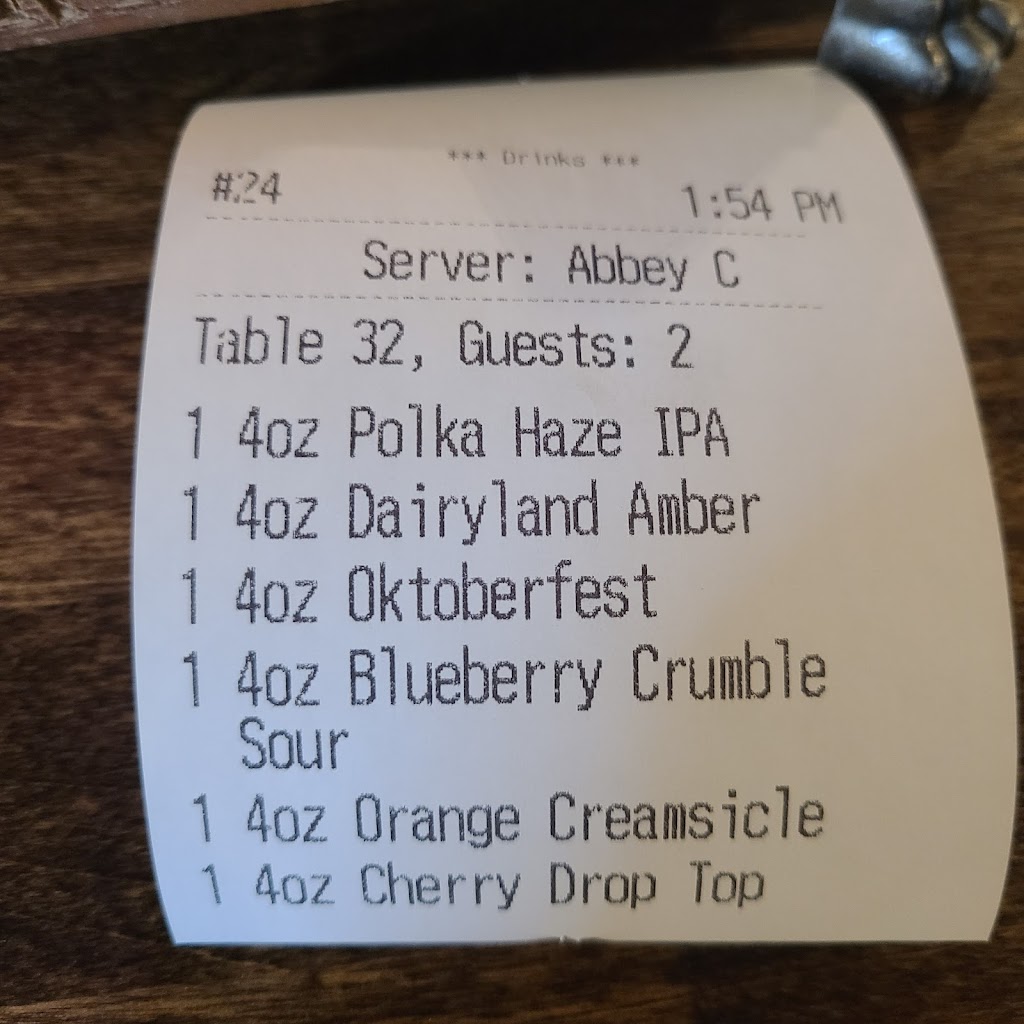 *** Drinks ***
#24 1:54 PM
Server: Abbey C
Table 32, Guests: 2
1 4oz Polka Haze IPA
1 4oz Dairyland Amber
1 4oz Oktoberfest
1 4oz Blueberry Crumble
Sour
1 4oz Orange Creamsicle
1 4oz Cherry Drop Top